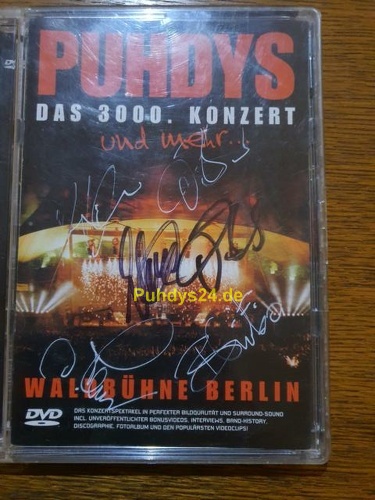 PUHDYS
DAS 3000. KONZERT
und mehr...
Puhdys24.de
WALDBÜHNE BERLIN
DVD
DAS KONZERTSPEKTAKEL IN PERFEKTER BILDQUALITÄT UND SURROUND-SOUND
INCL. UNVERÖFFENTLICHTER BONUSVIDEOS, INTERVIEWS, BAND-HISTORY,
DISCOGRAPHIE, FOTOALBUM UND DEN POPULÄRSTEN VIDEOCLIPS!